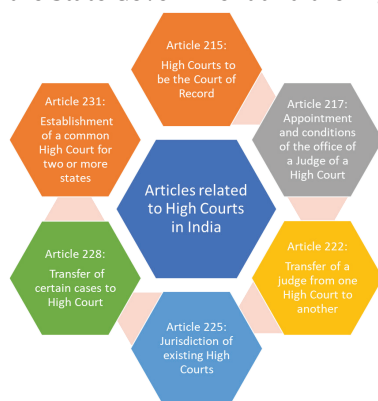 Article 215:
High Courts to
be the Court of
Record
Article 217:
Appointment
and conditions
of the office of
a Judge of a
High Court
Article 222:
Transfer of a
judge from one
High Court to
another
Article 225:
Jurisdiction of
existing High
Courts
Article 228:
Transfer of
certain cases to
High Court
Article 231:
Establishment
of a common
High Court for
two or more
states
Articles related
to High Courts
in India